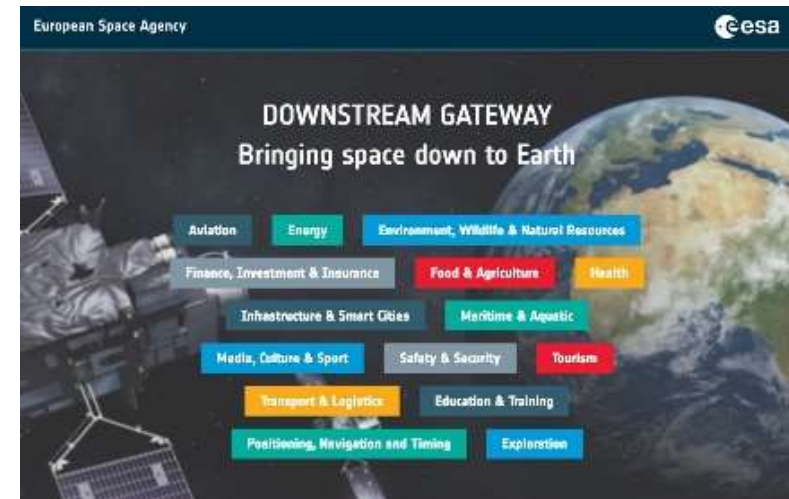 European Space Agency
esa
DOWNSTREAM GATEWAY
Bringing space down to Earth
Aviation
Energy
Environment, Wildlife & Natural Resources
Finance, Investment & Insurance
Food & Agriculture
Health
Infrastructure & Smart Cities
Maritime & Aquatic
Media, Culture & Sport
Safety & Security
Tourism
Transport & Logistics
Education & Training
Positioning, Navigation and Timing
Exploration